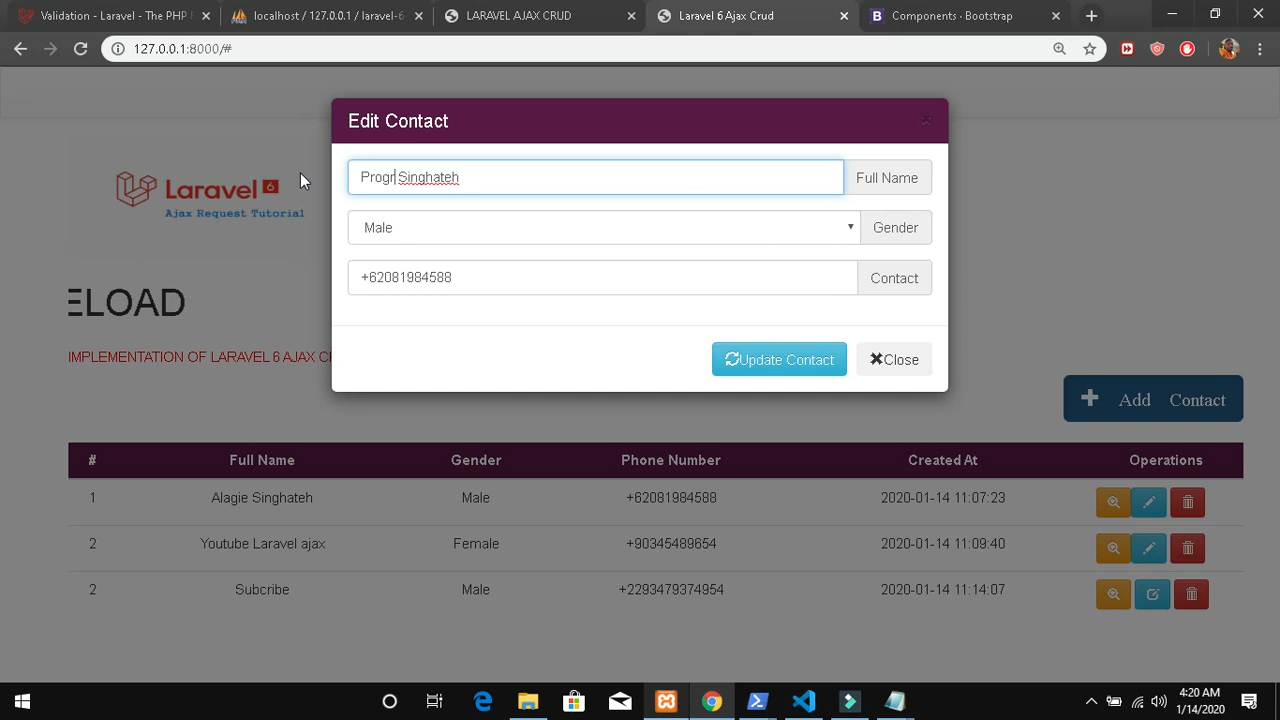 Validation - Laravel - The PHP F
localhost / 127.0.0.1 / laravel-6
LARAVEL AJAX CRUD
Laravel 6 Ajax Crud
Components · Bootstrap
127.0.0.1:8000/#
Edit Contact
Progr Singhateh
Full Name
Male
Gender
+62081984588
Contact
Update Contact
Close
Laravel 6
Ajax Request Tutorial
ELOAD
IMPLEMENTATION OF LARAVEL 6 AJAX CR
Add Contact
# Full Name Gender Phone Number Created At Operations
1 Alagie Singhateh Male +62081984588 2020-01-14 11:07:23
2 Youtube Laravel ajax Female +90345489654 2020-01-14 11:09:40
2 Subcribe Male +2293479374954 2020-01-14 11:14:07
4:20 AM
1/14/2020